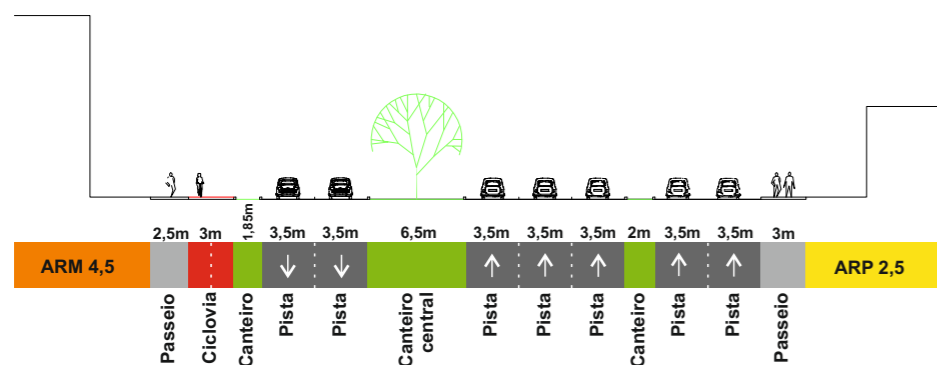 2,5m 3m 1,85m 3,5m 3,5m 6,5m 3,5m 3,5m 3,5m 2m 3,5m 3,5m 3m
ARM 4,5
ARP 2,5
Passeio
Ciclovia
Canteiro
Pista
Pista
Canteiro
central
Pista
Pista
Pista
Canteiro
Pista
Pista
Passeio